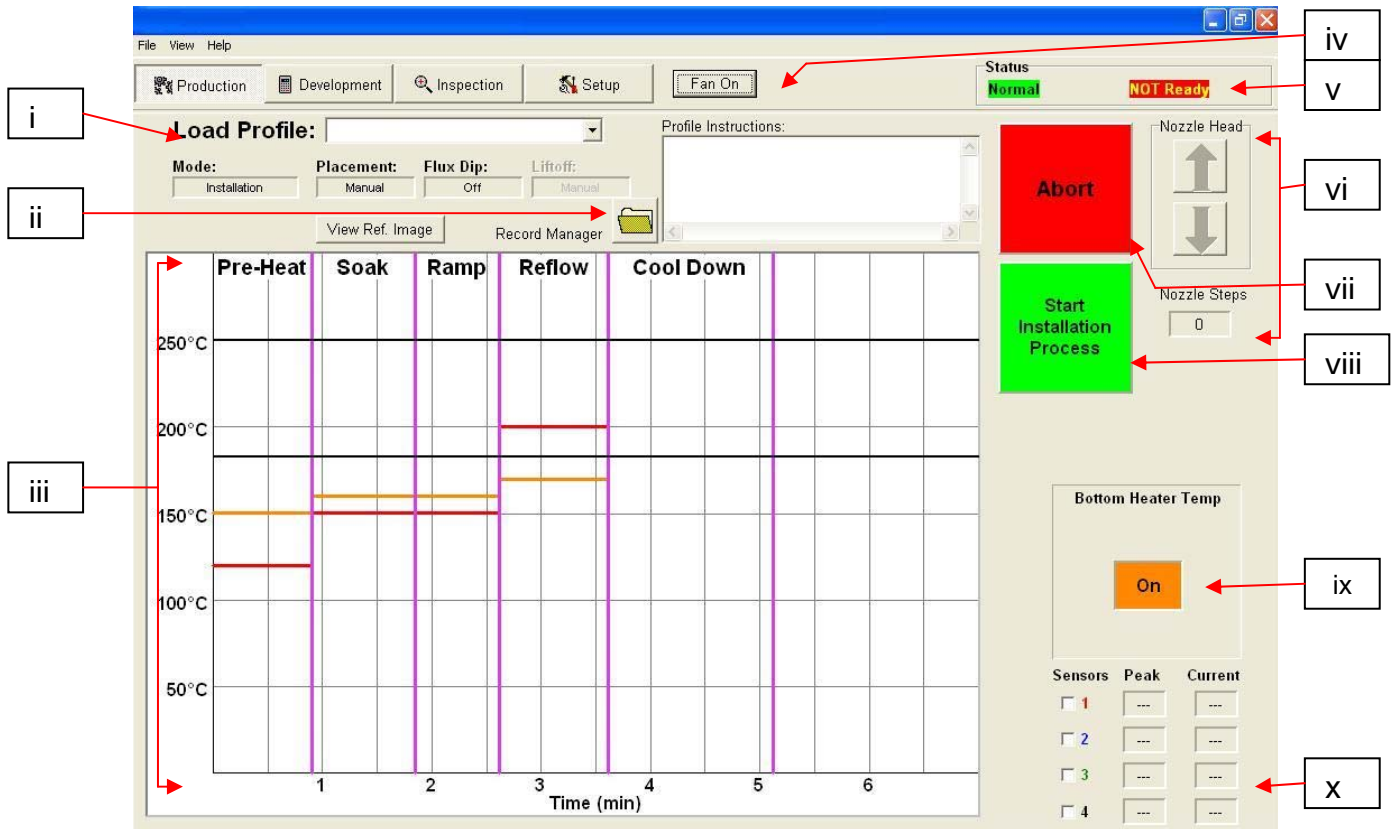 File View Help
Production Development Inspection Setup Fan On
Status
Normal NOT Ready
iv
v
i
Load Profile:
Profile Instructions:
Mode: Placement: Flux Dip: Liftoff:
Installation Manual Off Manual
View Ref. Image
Record Manager
ii
Abort
Nozzle Head
vi
Pre-Heat Soak Ramp Reflow Cool Down
Start
Installation
Process
Nozzle Steps
0
vii
viii
250°C
200°C
150°C
100°C
50°C
iii
1 2 3 4 5 6
Time (min)
Bottom Heater Temp
On
ix
Sensors Peak Current
1 --- ---
2 --- ---
3 --- ---
4 --- ---
x